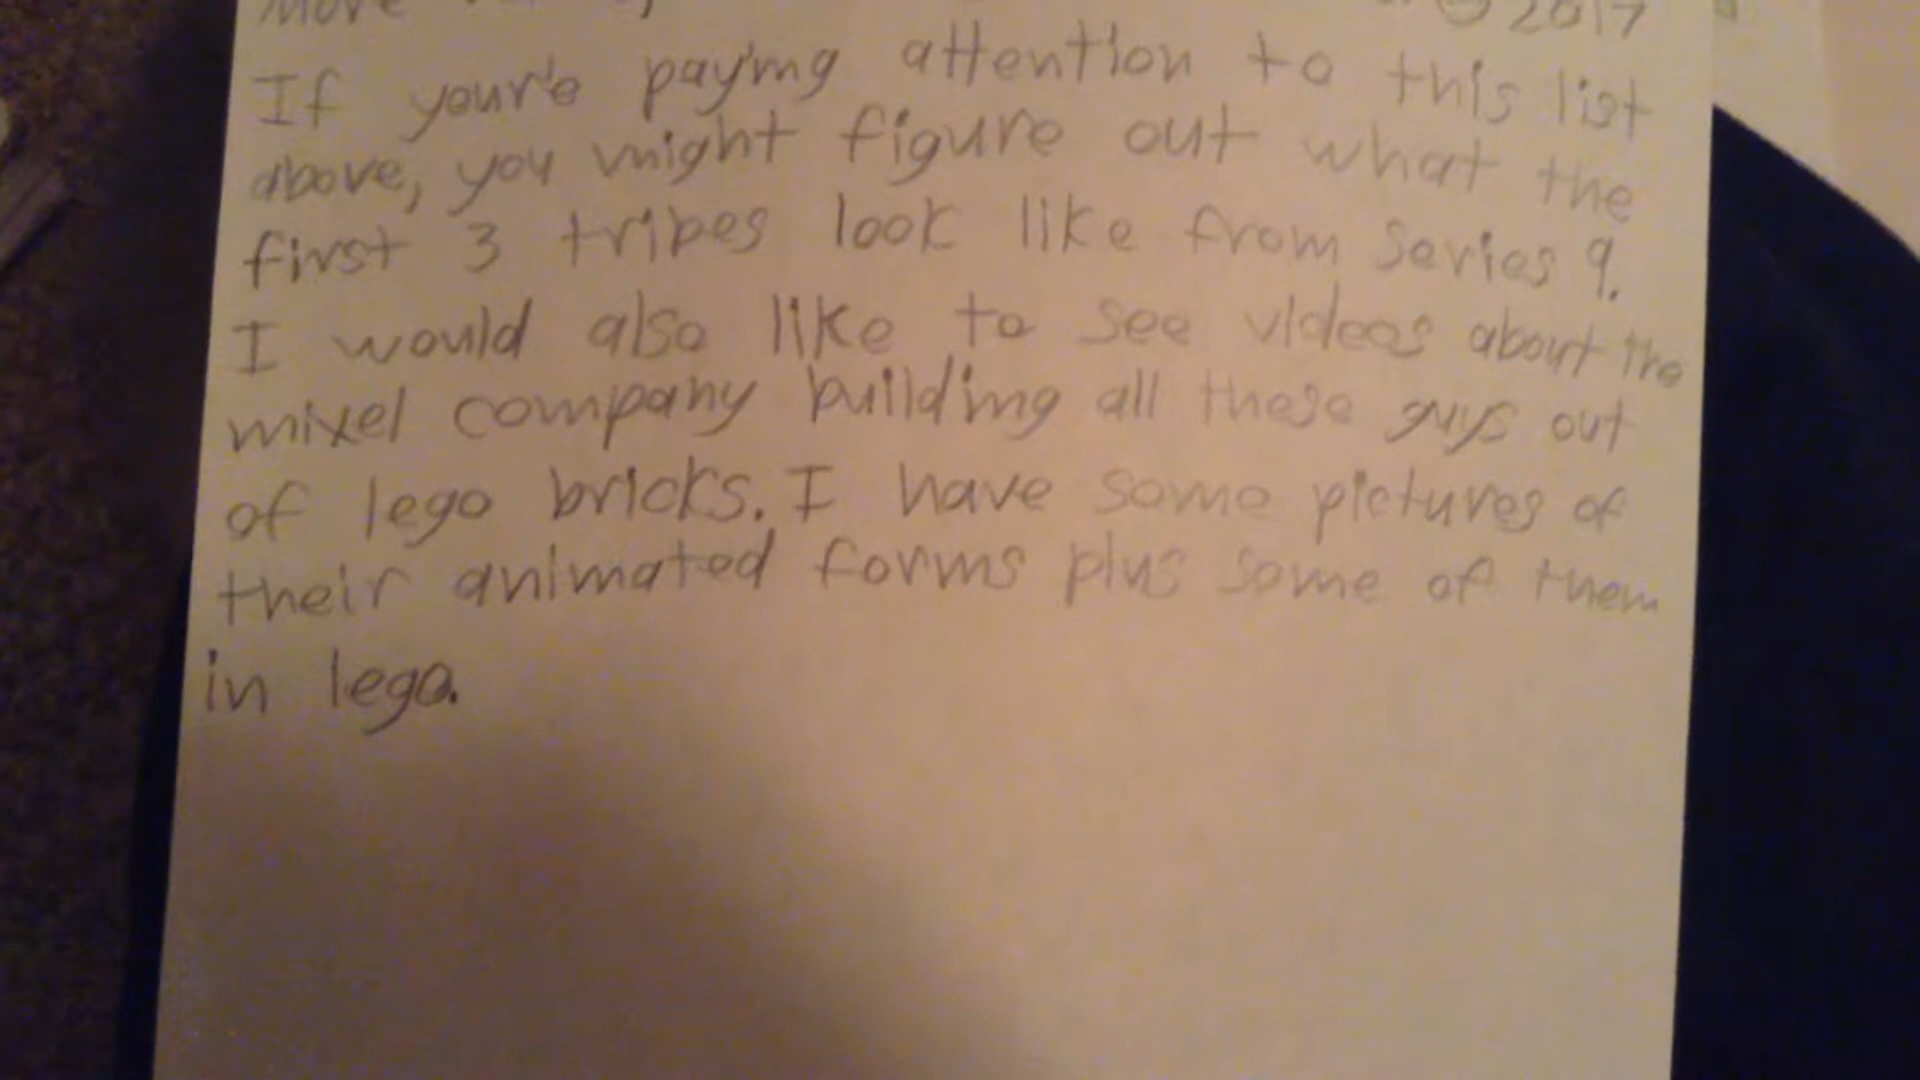 2017
If your'e paying attention to this list
above, you might figure out what the
first 3 tribes look like from Series 9.
I would also like to see videos about the
mixel company building all these guys out
of lego bricks. I have some pictures of
their animated forms plus some of them
in lego.